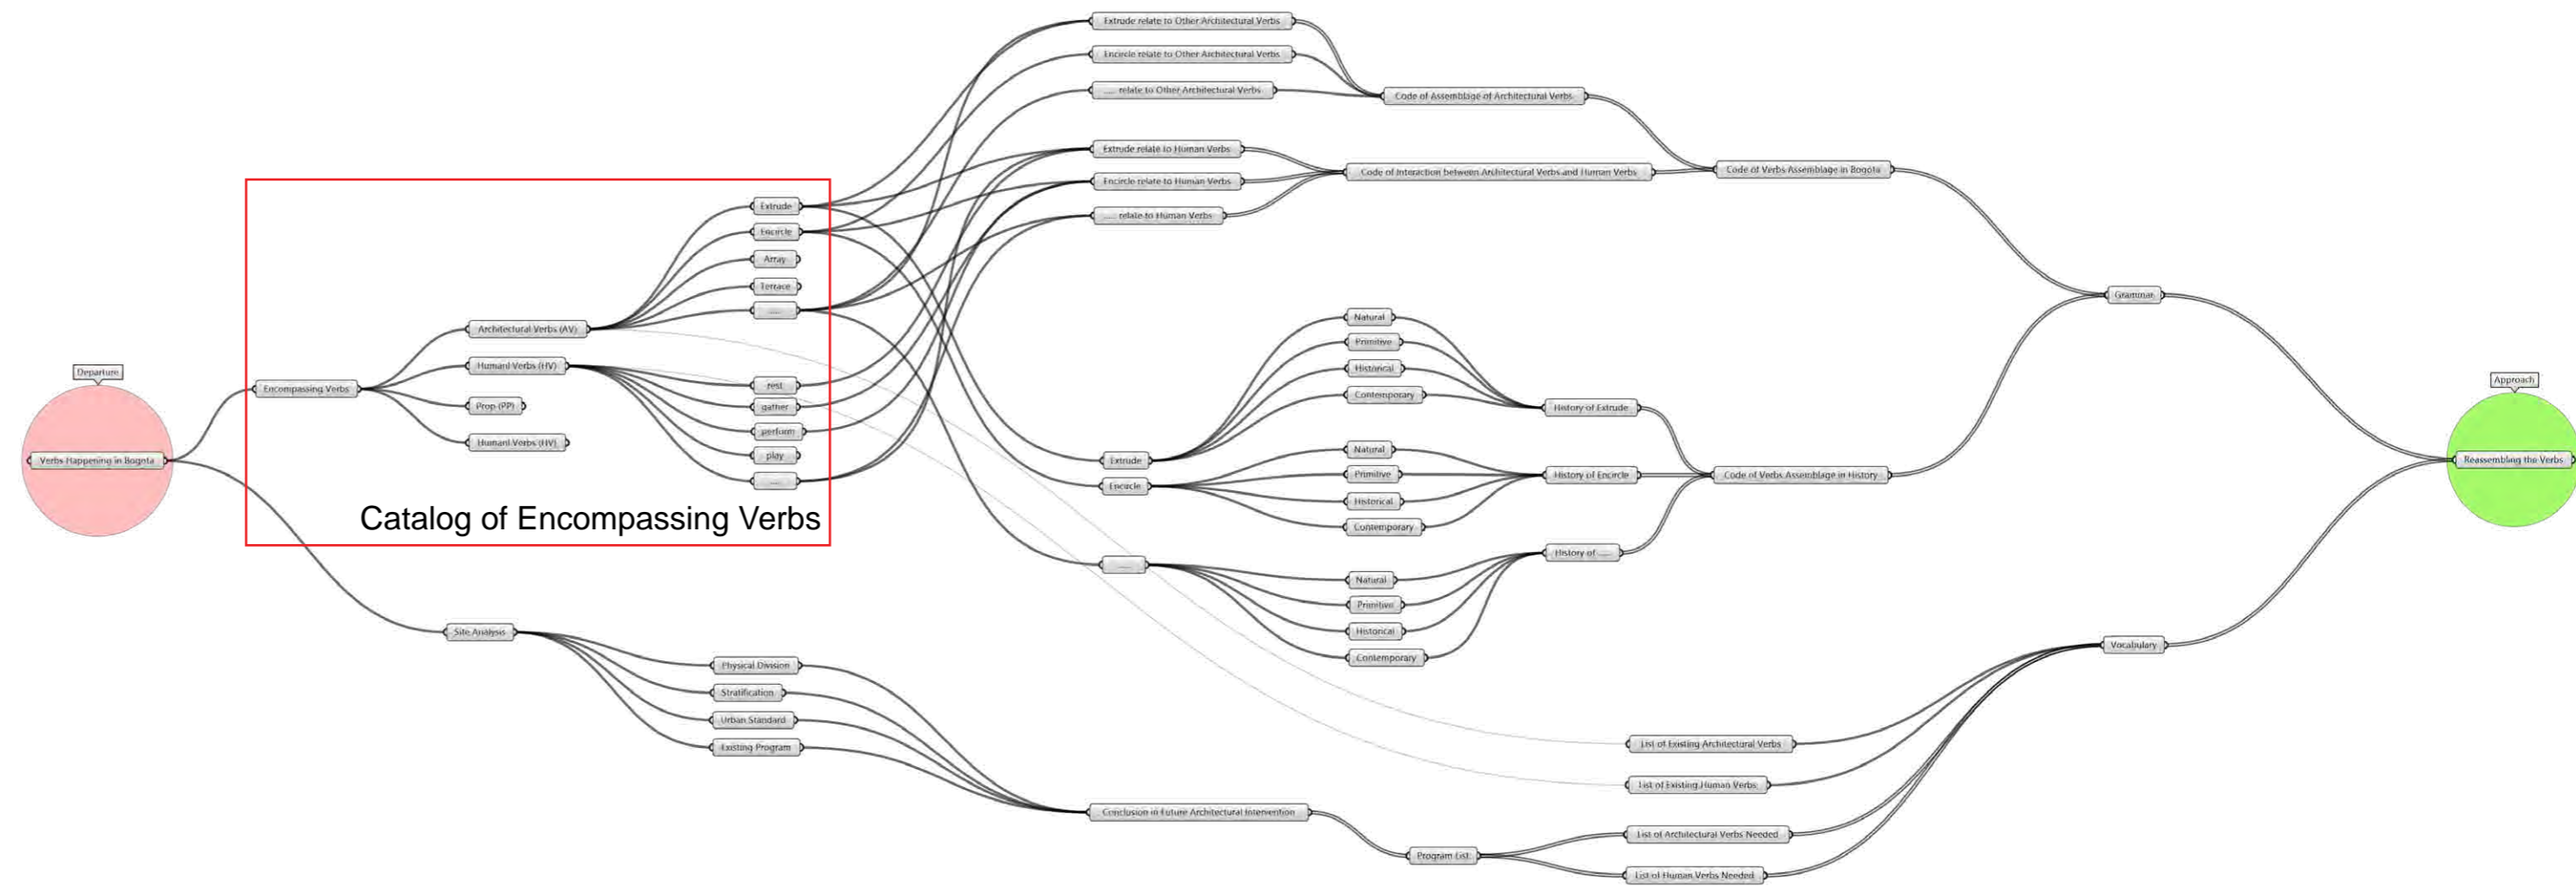 Departure
Verbs Happening in Bogota
Encompassing Verbs
Architectural Verbs (AV)
Humanl Verbs (HV)
Prop (PP)
Humanl Verbs (HV)
Extrude
Encircle
Array
Terrace
......
rest
gather
perform
play
......
Catalog of Encompassing Verbs
Site Analysis
Physical Division
Stratification
Urban Standard
Existing Program
Extrude relate to Other Architectural Verbs
Encircle relate to Other Architectural Verbs
...... relate to Other Architectural Verbs
Extrude relate to Human Verbs
Encircle relate to Human Verbs
...... relate to Human Verbs
Code of Assemblage of Architectural Verbs
Code of Interaction between Architectural Verbs and Human Verbs
Code of Verbs Assemblage in Bogota
Extrude
Natural
Primitive
Historical
Contemporary
History of Extrude
Encircle
Natural
Primitive
Historical
Contemporary
History of Encircle
......
Natural
Primitive
Historical
Contemporary
History of ......
Code of Verbs Assemblage in History
Grammar
Conclusion in Future Architectural Intervention
Program List
List of Existing Architectural Verbs
List of Existing Human Verbs
List of Architectural Verbs Needed
List of Human Verbs Needed
Vocabulary
Approach
Reassembling the Verbs